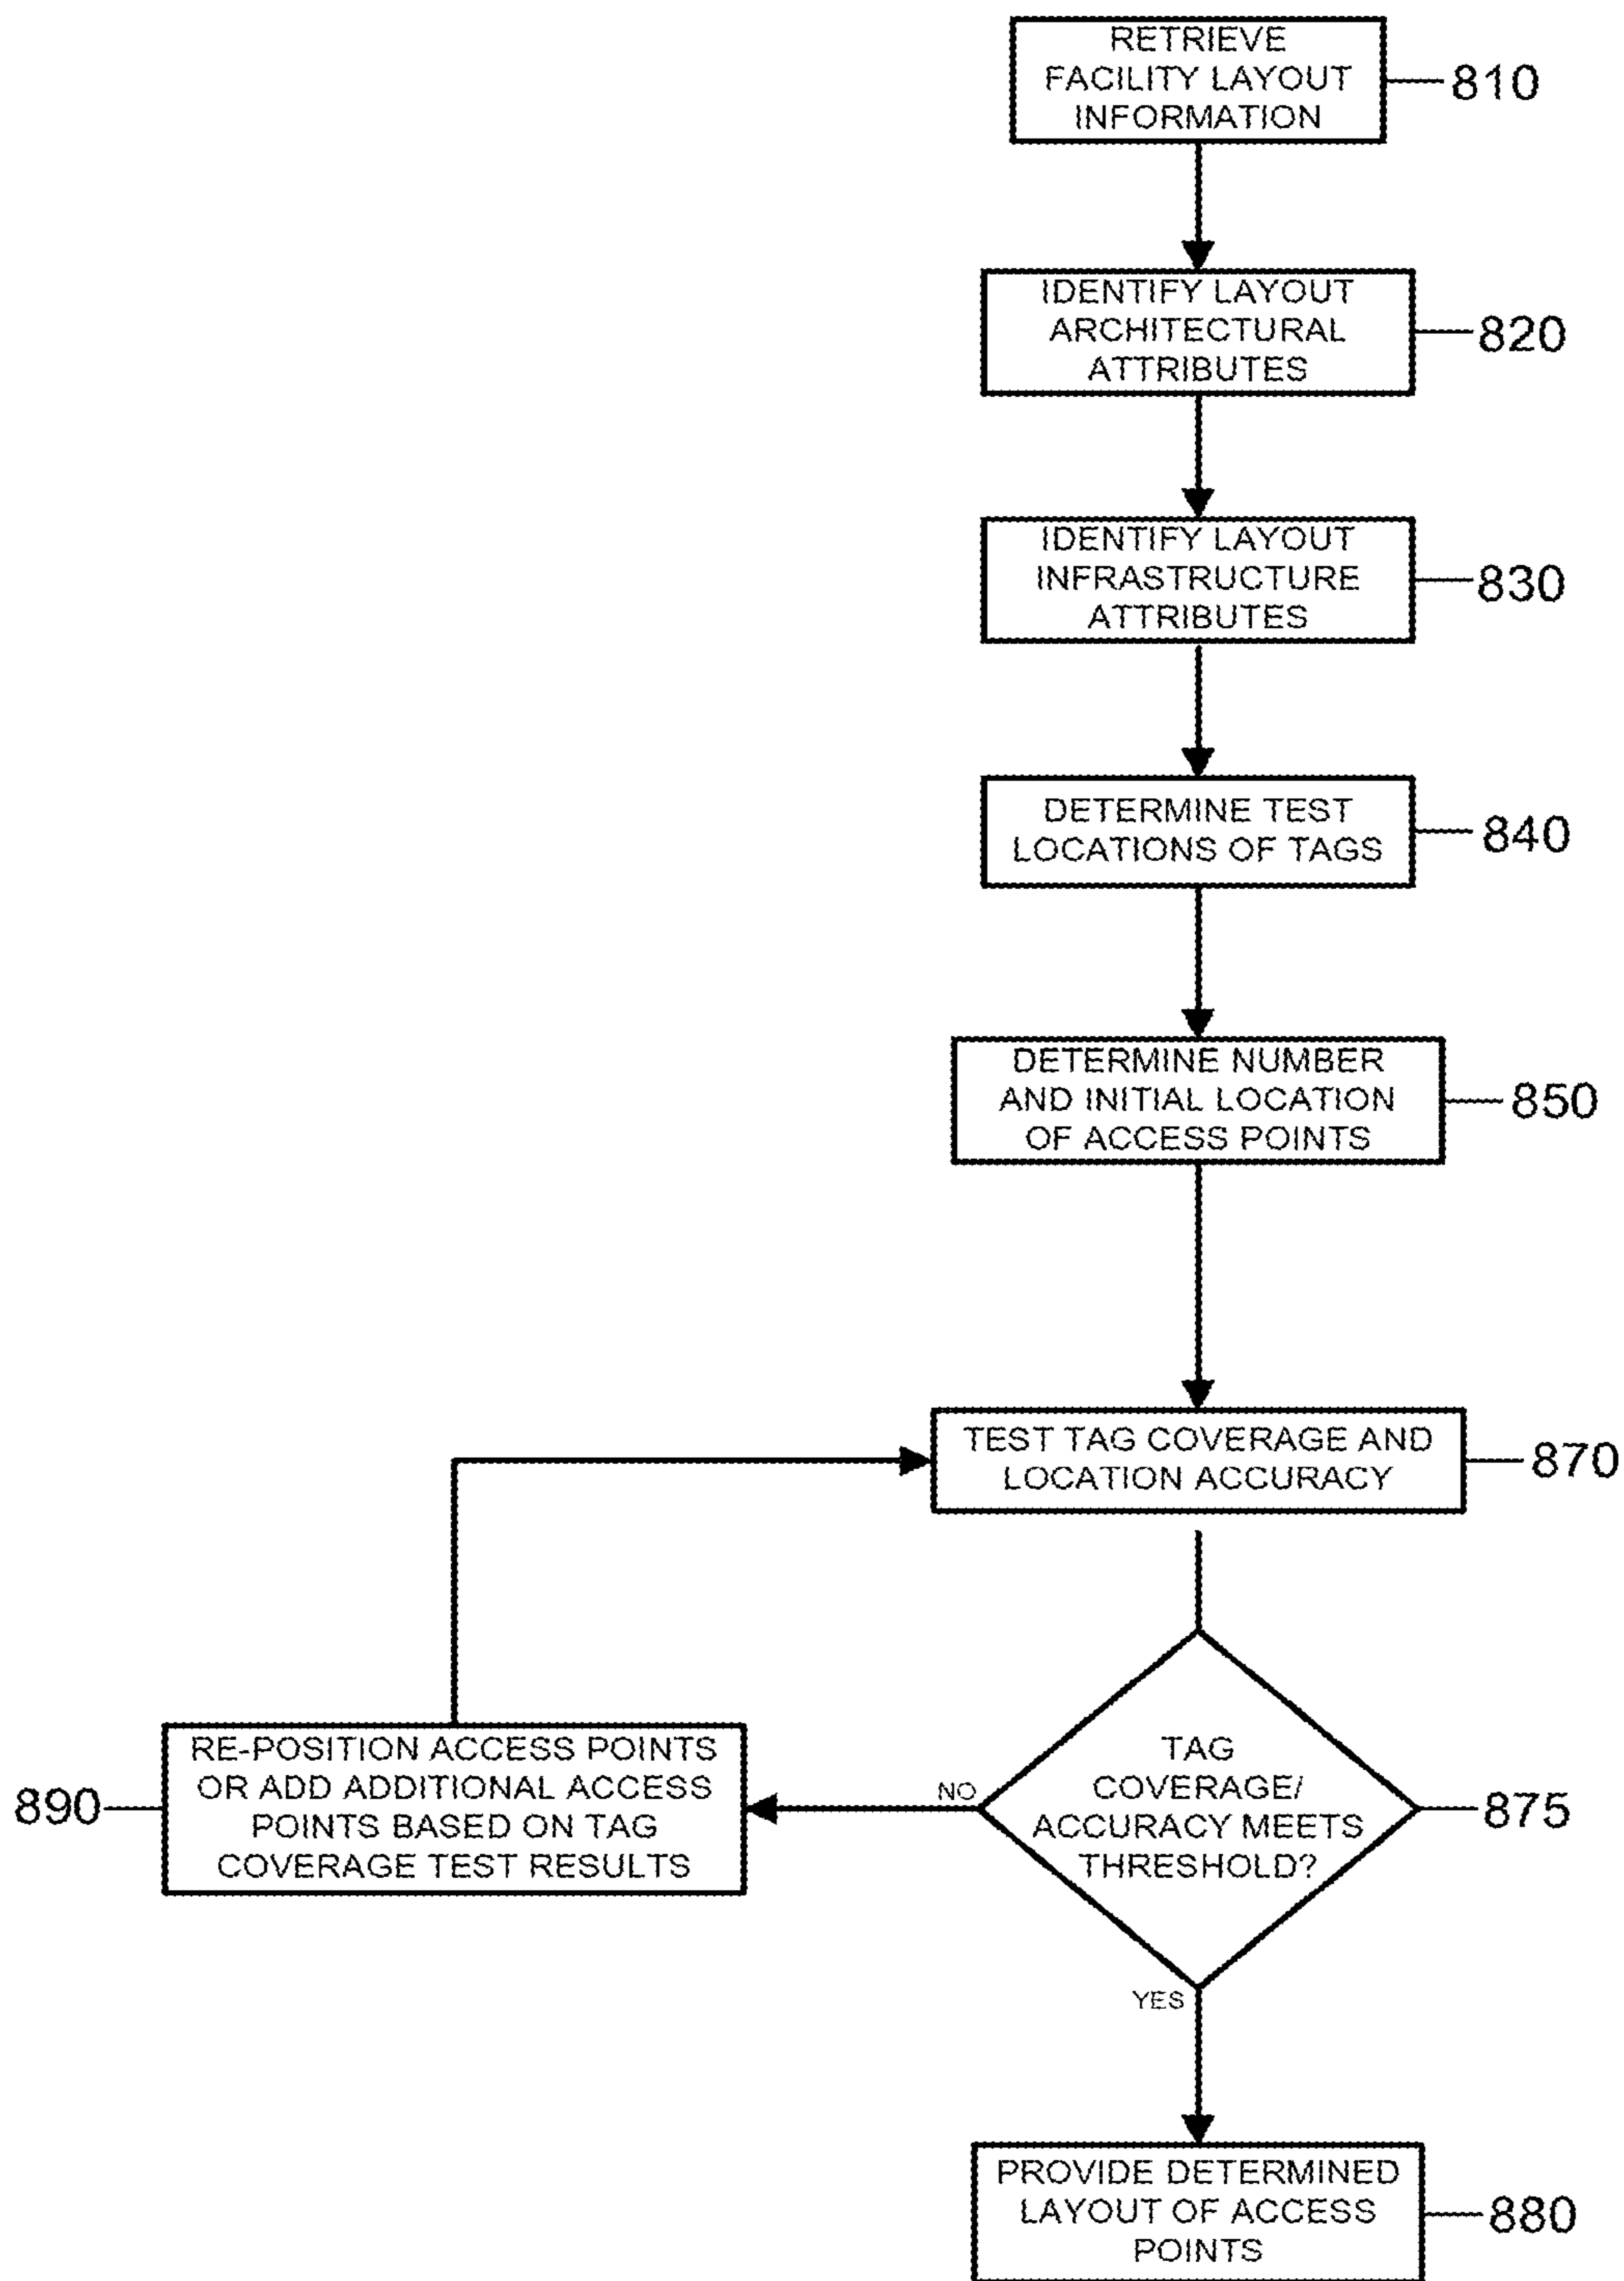 RETRIEVE
FACILITY LAYOUT
INFORMATION
810
IDENTIFY LAYOUT
ARCHITECTURAL
ATTRIBUTES
820
IDENTIFY LAYOUT
INFRASTRUCTURE
ATTRIBUTES
830
DETERMINE TEST
LOCATIONS OF TAGS
840
DETERMINE NUMBER
AND INITIAL LOCATION
OF ACCESS POINTS
850
TEST TAG COVERAGE AND
LOCATION ACCURACY
870
TAG
COVERAGE/
ACCURACY MEETS
THRESHOLD?
875
NO
RE-POSITION ACCESS POINTS
OR ADD ADDITIONAL ACCESS
POINTS BASED ON TAG
COVERAGE TEST RESULTS
890
YES
PROVIDE DETERMINED
LAYOUT OF ACCESS
POINTS
880